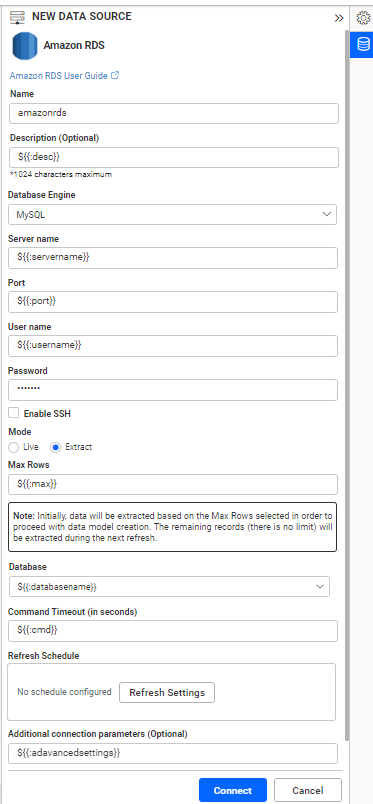 NEW DATA SOURCE
Amazon RDS
Amazon RDS User Guide
Name
amazonrds
Description (Optional)
${{:desc}}
*1024 characters maximum
Database Engine
MySQL
Server name
${{:servername}}
Port
${{:port}}
User name
${{:username}}
Password
•••••••
Enable SSH
Mode
Live Extract
Max Rows
${{:max}}
Note: Initially, data will be extracted based on the Max Rows selected in order to
proceed with data model creation. The remaining records (there is no limit) will
be extracted during the next refresh.
Database
${{:databasename}}
Command Timeout (in seconds)
${{:cmd}}
Refresh Schedule
No schedule configured Refresh Settings
Additional connection parameters (Optional)
${{:adavancedsettings}}
Connect Cancel